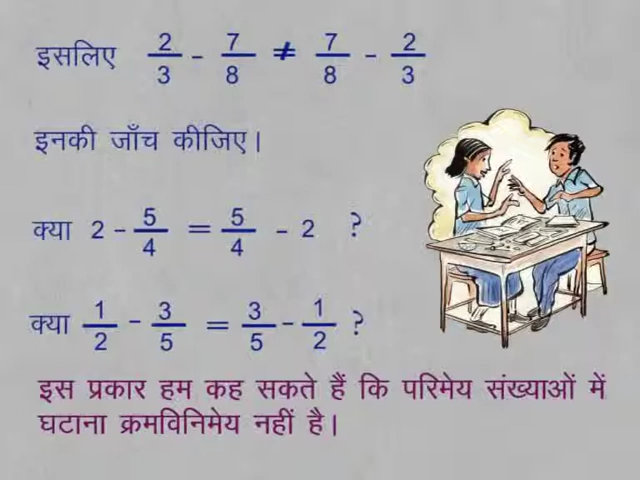 इसलिए 2/3 - 7/8 ≠ 7/8 - 2/3
इनकी जाँच कीजिए।
क्या 2 - 5/4 = 5/4 - 2 ?
क्या 1/2 - 3/5 = 3/5 - 1/2 ?
इस प्रकार हम कह सकते हैं कि परिमेय संख्याओं में
घटाना क्रमविनिमेय नहीं है।